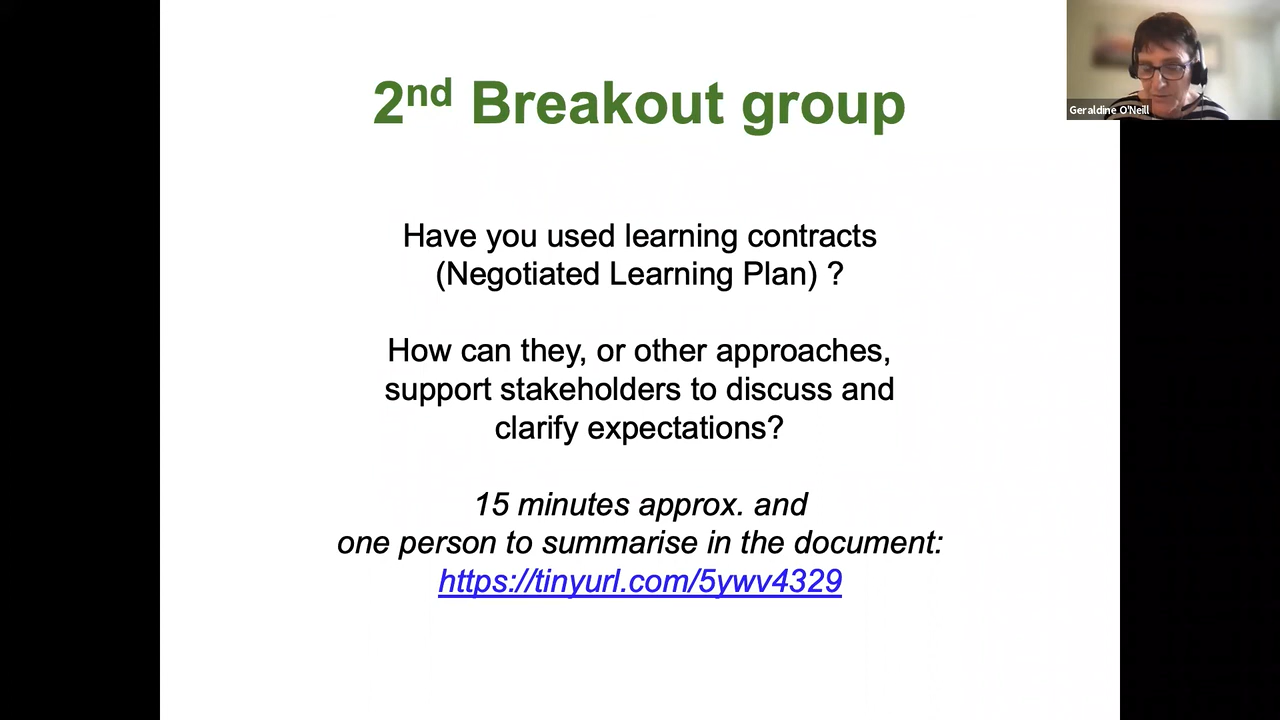 2nd Breakout group
Geraldine O'Neill
Have you used learning contracts
(Negotiated Learning Plan) ?
How can they, or other approaches,
support stakeholders to discuss and
clarify expectations?
15 minutes approx. and
one person to summarise in the document:
https://tinyurl.com/5ywv4329